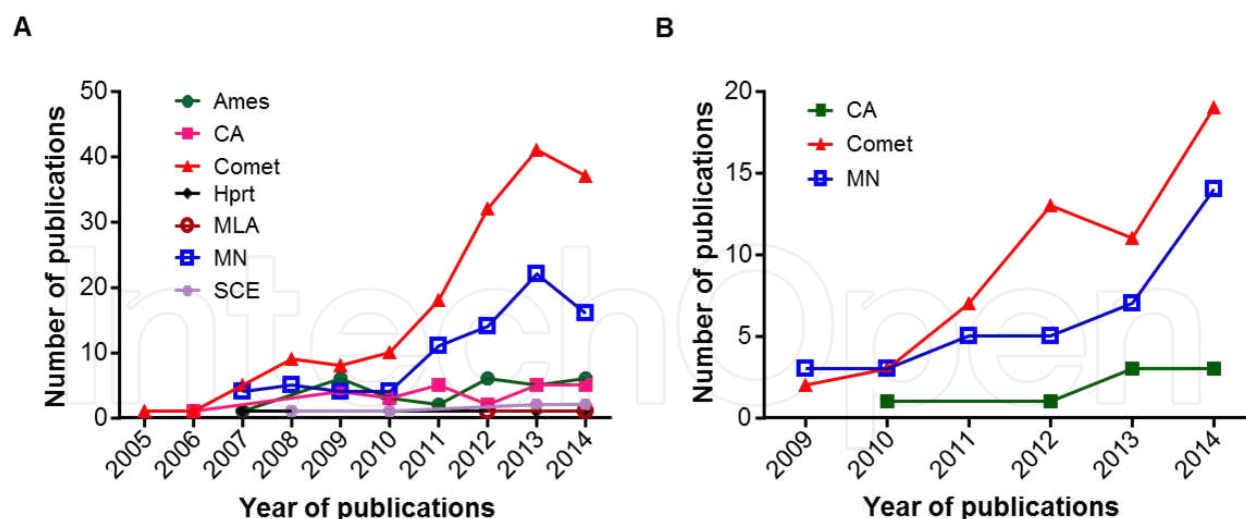 A
Number of publications
50
40
30
20
10
0
Ames
CA
Comet
Hprt
MLA
MN
SCE
2005
2006
2007
2008
2009
2010
2011
2012
2013
2014
Year of publications
B
Number of publications
20
15
10
5
0
CA
Comet
MN
2009
2010
2011
2012
2013
2014
Year of publications
IntechOpen